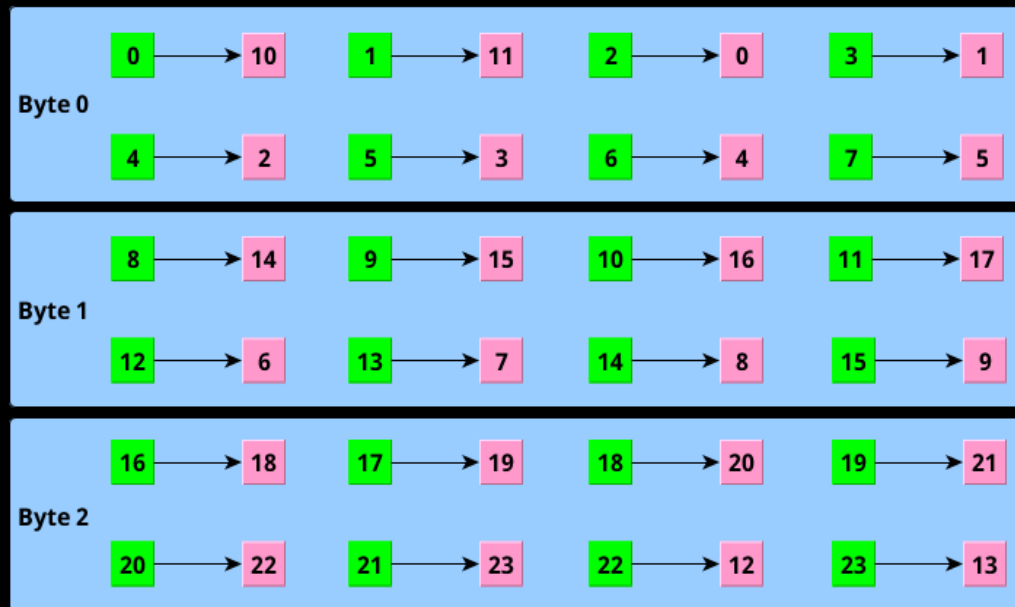 0 10 1 11 2 0 3 1
Byte 0
4 2 5 3 6 4 7 5
8 14 9 15 10 16 11 17
Byte 1
12 6 13 7 14 8 15 9
16 18 17 19 18 20 19 21
Byte 2
20 22 21 23 22 12 23 13